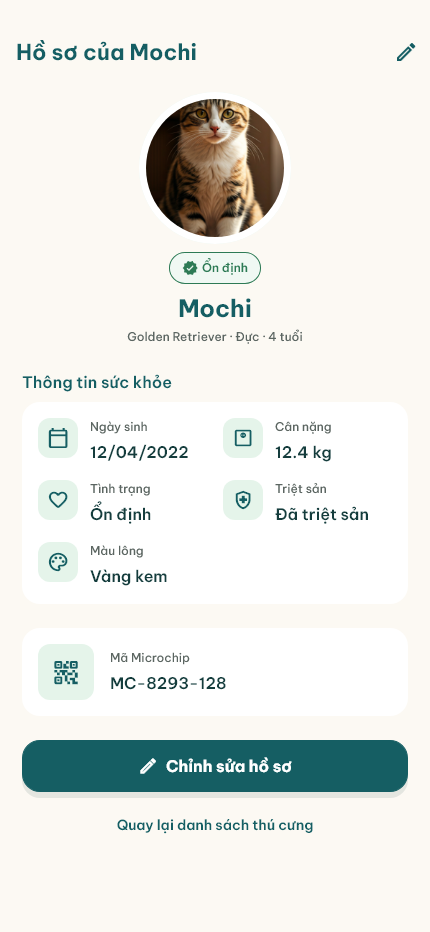 Hồ sơ của Mochi
Ổn định
Mochi
Golden Retriever · Đực · 4 tuổi
Thông tin sức khỏe
Ngày sinh
12/04/2022
Cân nặng
12.4 kg
Tình trạng
Ổn định
Triệt sản
Đã triệt sản
Màu lông
Vàng kem
Mã Microchip
MC-8293-128
Chỉnh sửa hồ sơ
Quay lại danh sách thú cưng